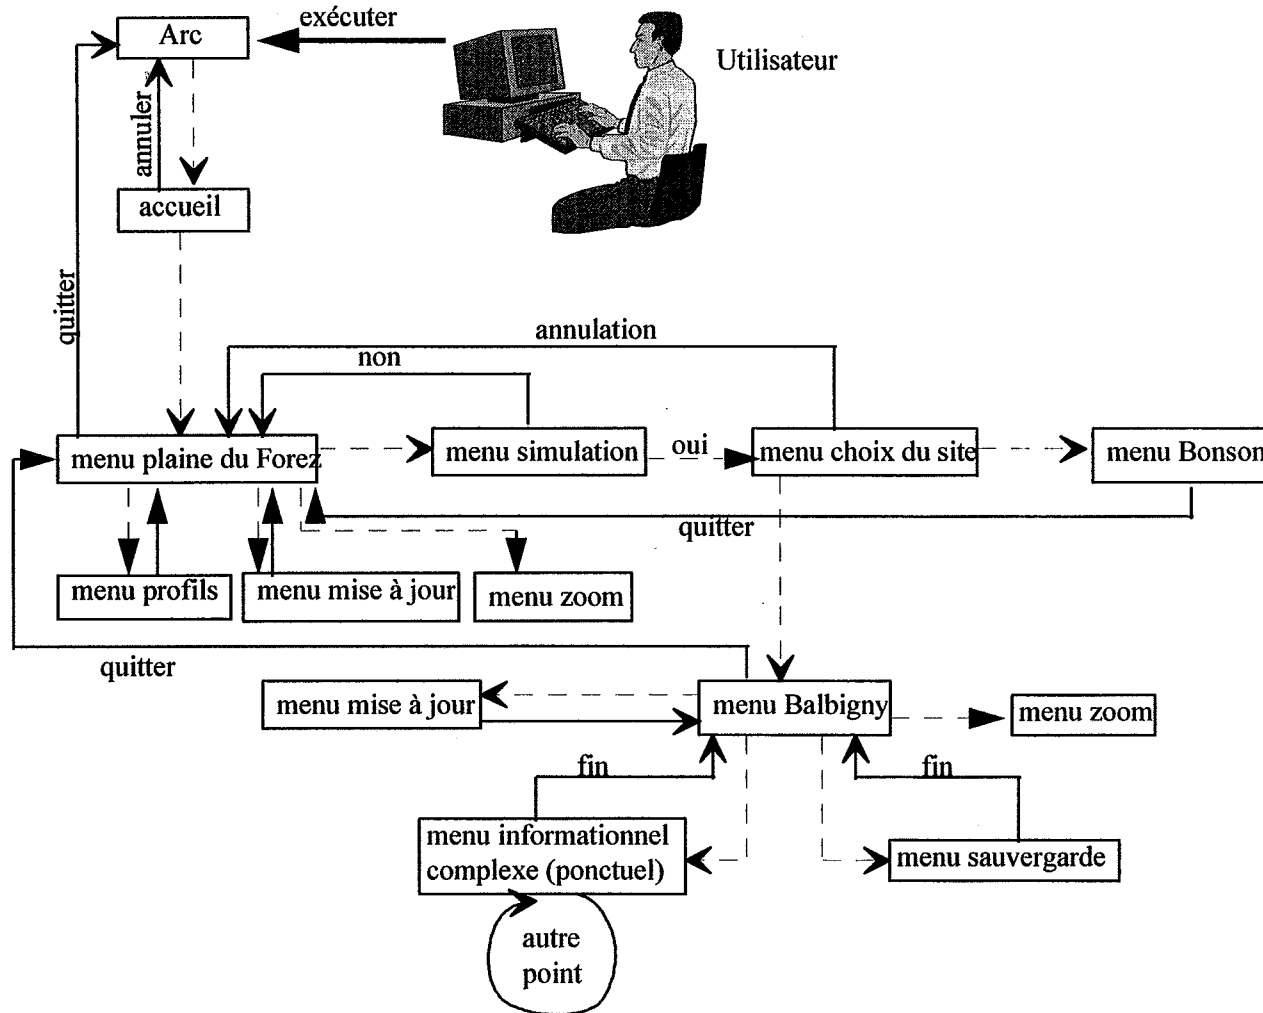 exécuter
Arc
Utilisateur
annuler
accueil
quitter
annulation
non
menu plaine du Forez
menu simulation
oui
menu choix du site
menu Bonson
quitter
menu profils
menu mise à jour
menu zoom
quitter
menu mise à jour
menu Balbigny
menu zoom
fin
fin
menu informationnel
complexe (ponctuel)
menu sauvergarde
autre
point